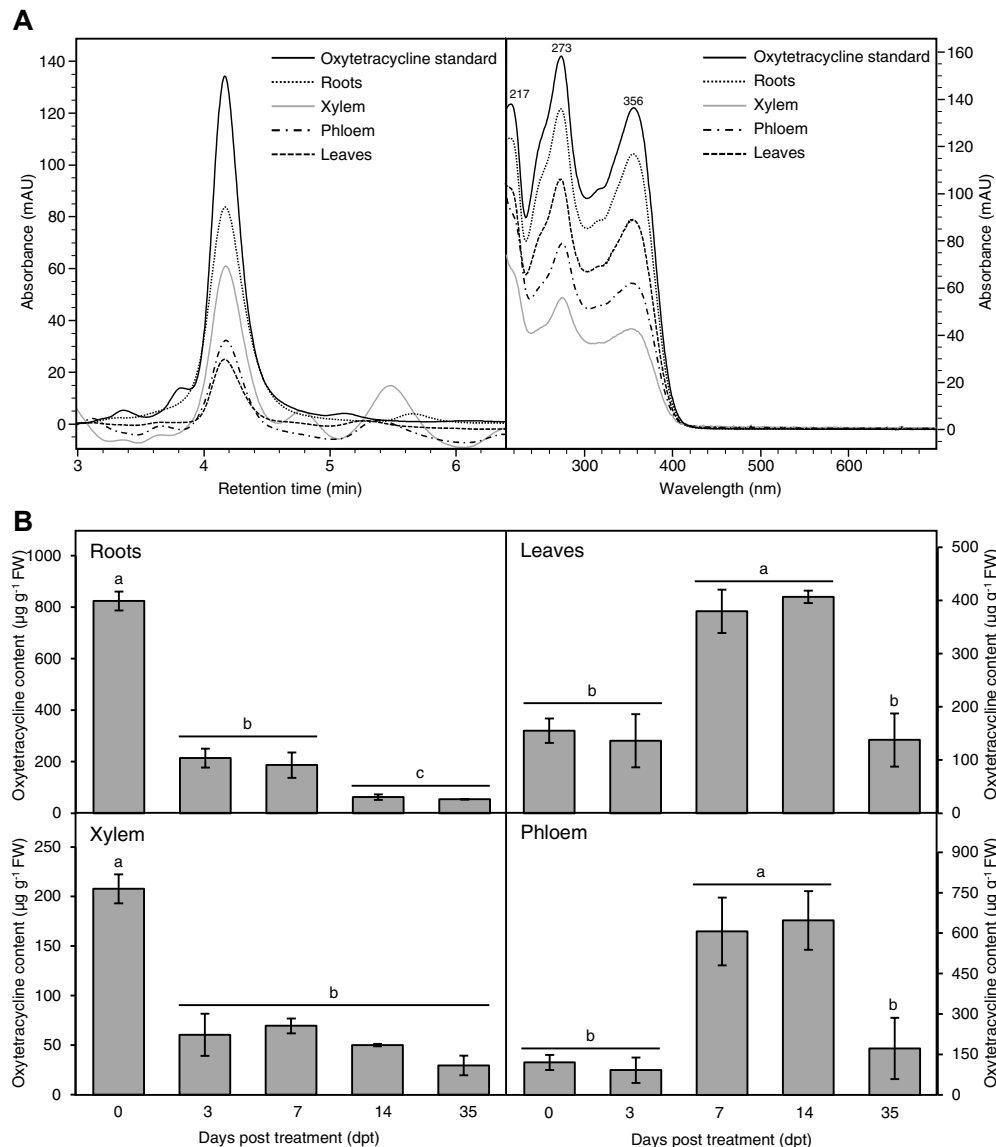 A
Absorbance (mAU)
140
120
100
80
60
40
20
0
Oxytetracycline standard
Roots
Xylem
Phloem
Leaves
3
4
5
6
Retention time (min)
217
273
356
Oxytetracycline standard
Roots
Xylem
Phloem
Leaves
160
140
120
100
80
60
40
20
0
Absorbance (mAU)
300
400
500
600
Wavelength (nm)
B
Oxytetracycline content (µg g⁻¹ FW)
1000
800
600
400
200
0
Roots
a
b
c
Leaves
b
a
b
500
400
300
200
100
0
Oxytetracycline content (µg g⁻¹ FW)
Oxytetracycline content (µg g⁻¹ FW)
250
200
150
100
50
0
Xylem
a
b
0
3
7
14
35
Days post treatment (dpt)
Phloem
b
a
b
900
750
600
450
300
150
0
Oxytetracycline content (µg g⁻¹ FW)
0
3
7
14
35
Days post treatment (dpt)